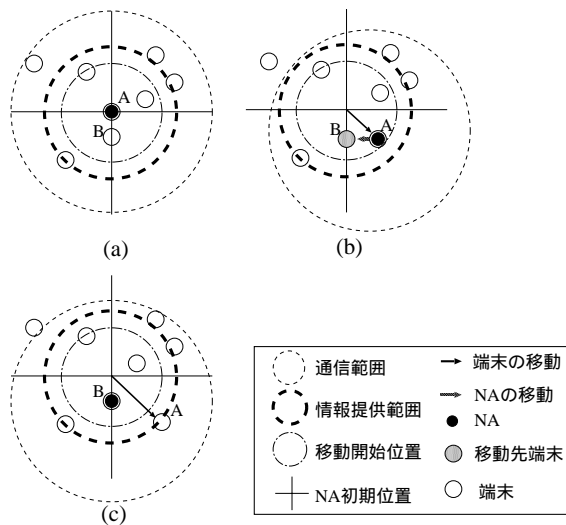 A
B
(a)
A
B
(b)
B
A
(c)
通信範囲
情報提供範囲
移動開始位置
NA初期位置
端末の移動
NAの移動
NA
移動先端末
端末